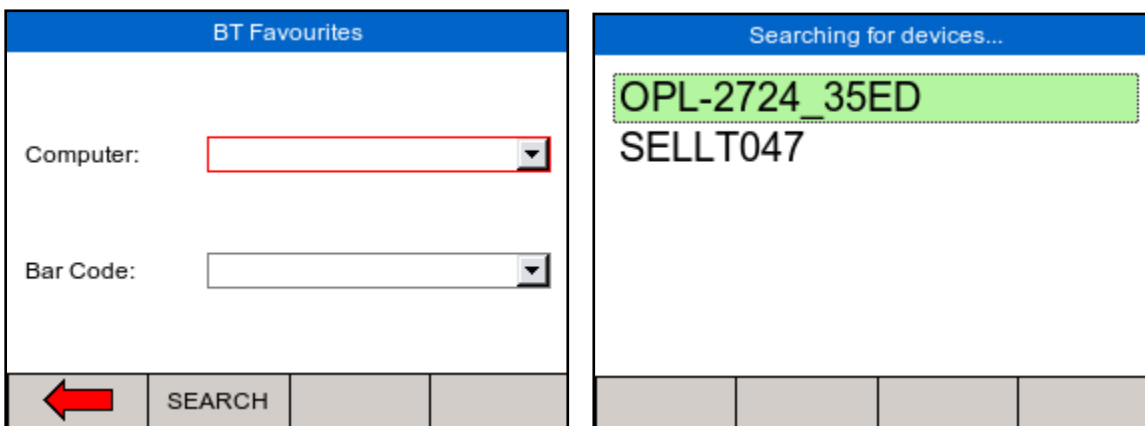 BT Favourites
Computer:
Bar Code:
SEARCH
Searching for devices...
OPL-2724_35ED
SELLT047